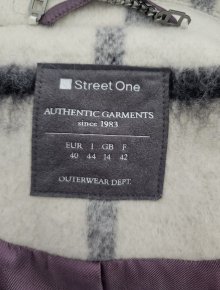 Street One
AUTHENTIC GARMENTS
since 1983
EUR I GB F
40 44 14 42
OUTERWEAR DEPT.